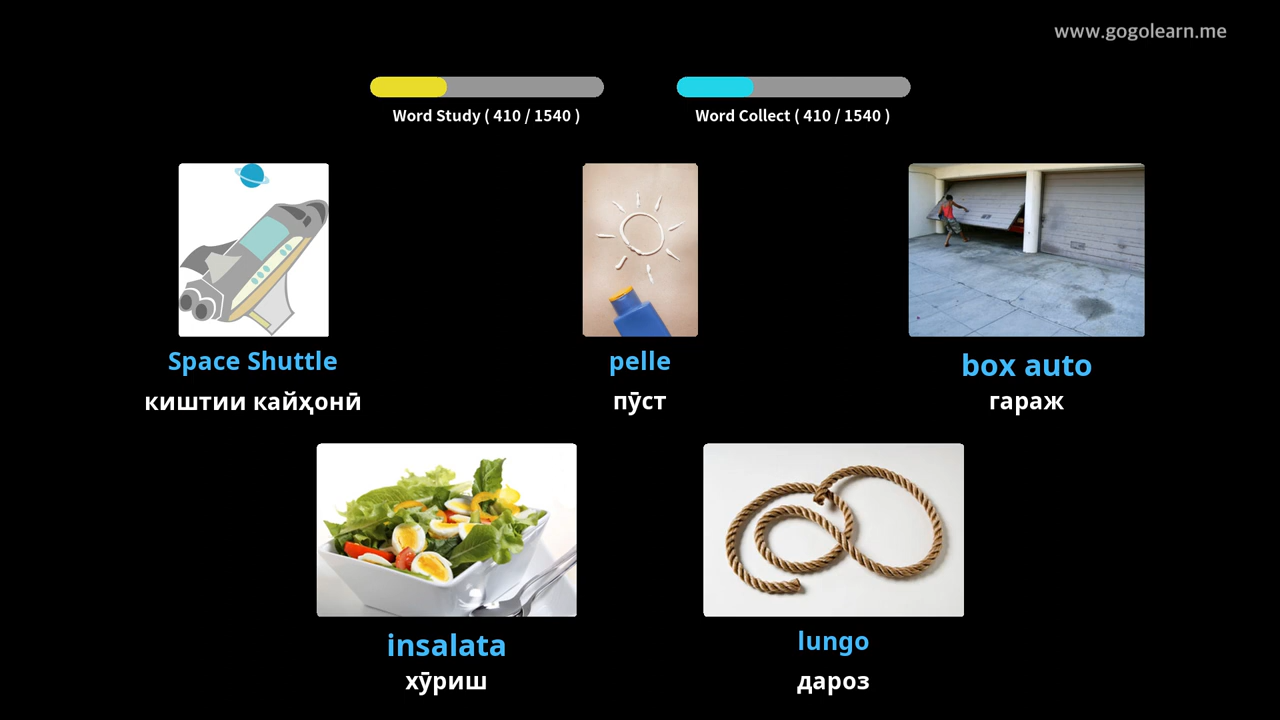 www.gogolearn.me
Word Study ( 410 / 1540 )
Word Collect ( 410 / 1540 )
Space Shuttle
киштии кайҳонӣ
pelle
пӯст
box auto
гараж
insalata
хӯриш
lungo
дароз